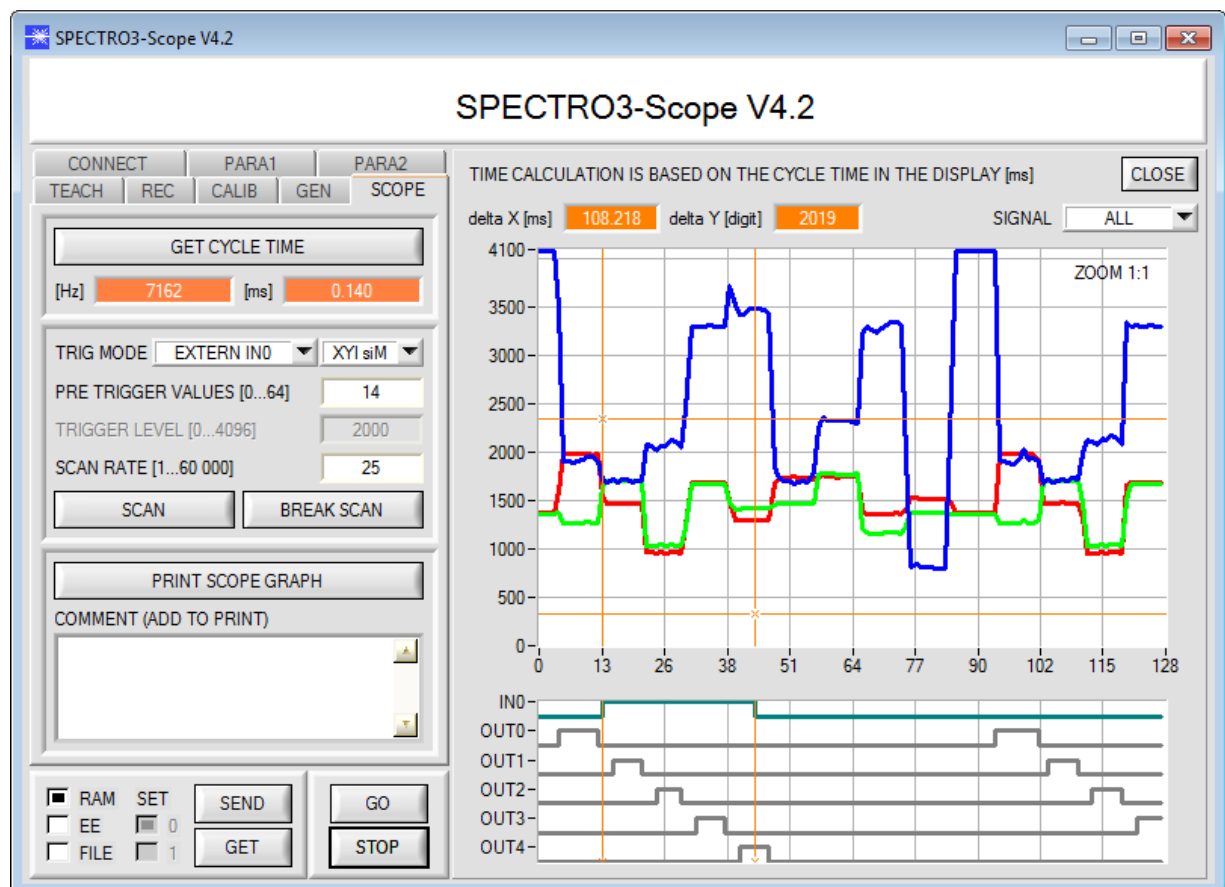 SPECTRO3-Scope V4.2
SPECTRO3-Scope V4.2
CONNECT PARA1 PARA2
TEACH REC CALIB GEN SCOPE
GET CYCLE TIME
[Hz] 7162 [ms] 0.140
TRIG MODE EXTERN IN0 XYI siM
PRE TRIGGER VALUES [0...64] 14
TRIGGER LEVEL [0...4096] 2000
SCAN RATE [1...60 000] 25
SCAN BREAK SCAN
PRINT SCOPE GRAPH
COMMENT (ADD TO PRINT)
RAM SET SEND GO
EE 0
FILE 1 GET STOP
TIME CALCULATION IS BASED ON THE CYCLE TIME IN THE DISPLAY [ms] CLOSE
delta X [ms] 108.218 delta Y [digit] 2019 SIGNAL ALL
ZOOM 1:1
4100
3500
3000
2500
2000
1500
1000
500
0
0 13 26 38 51 64 77 90 102 115 128
IN0
OUT0
OUT1
OUT2
OUT3
OUT4